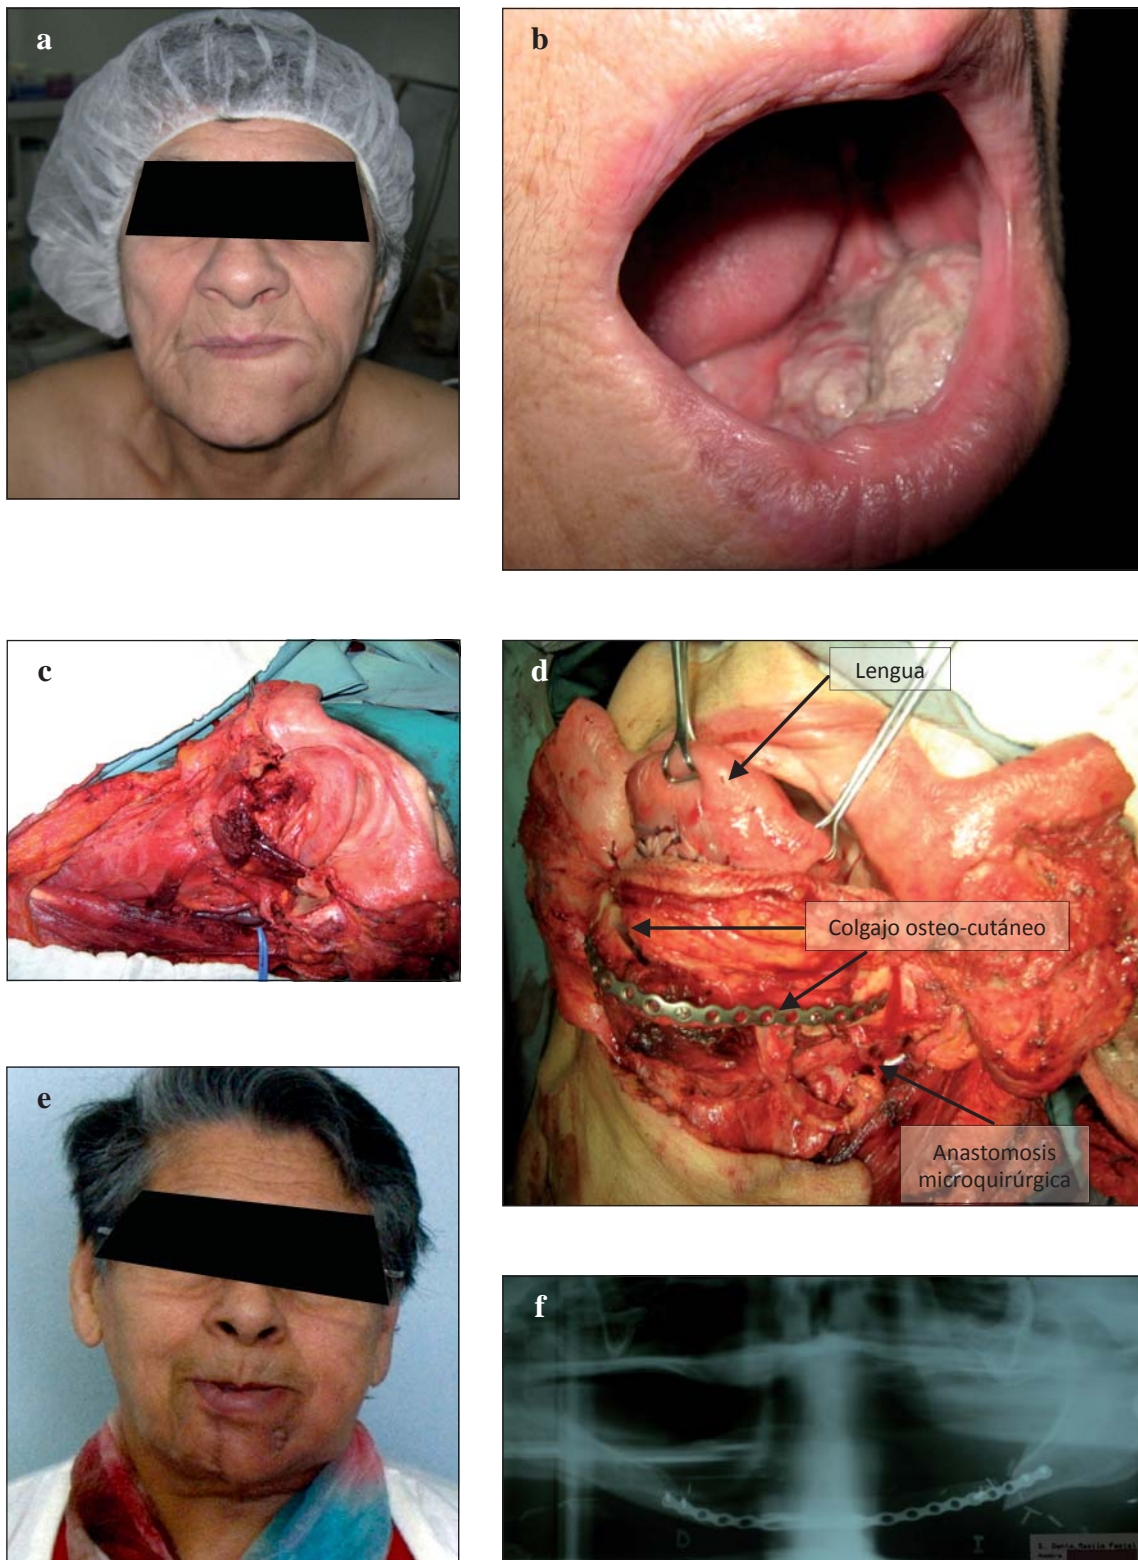 a
b
c
d
Lengua
Colgajo osteo-cutáneo
Anastomosis
microquirúrgica
e
f
D
I